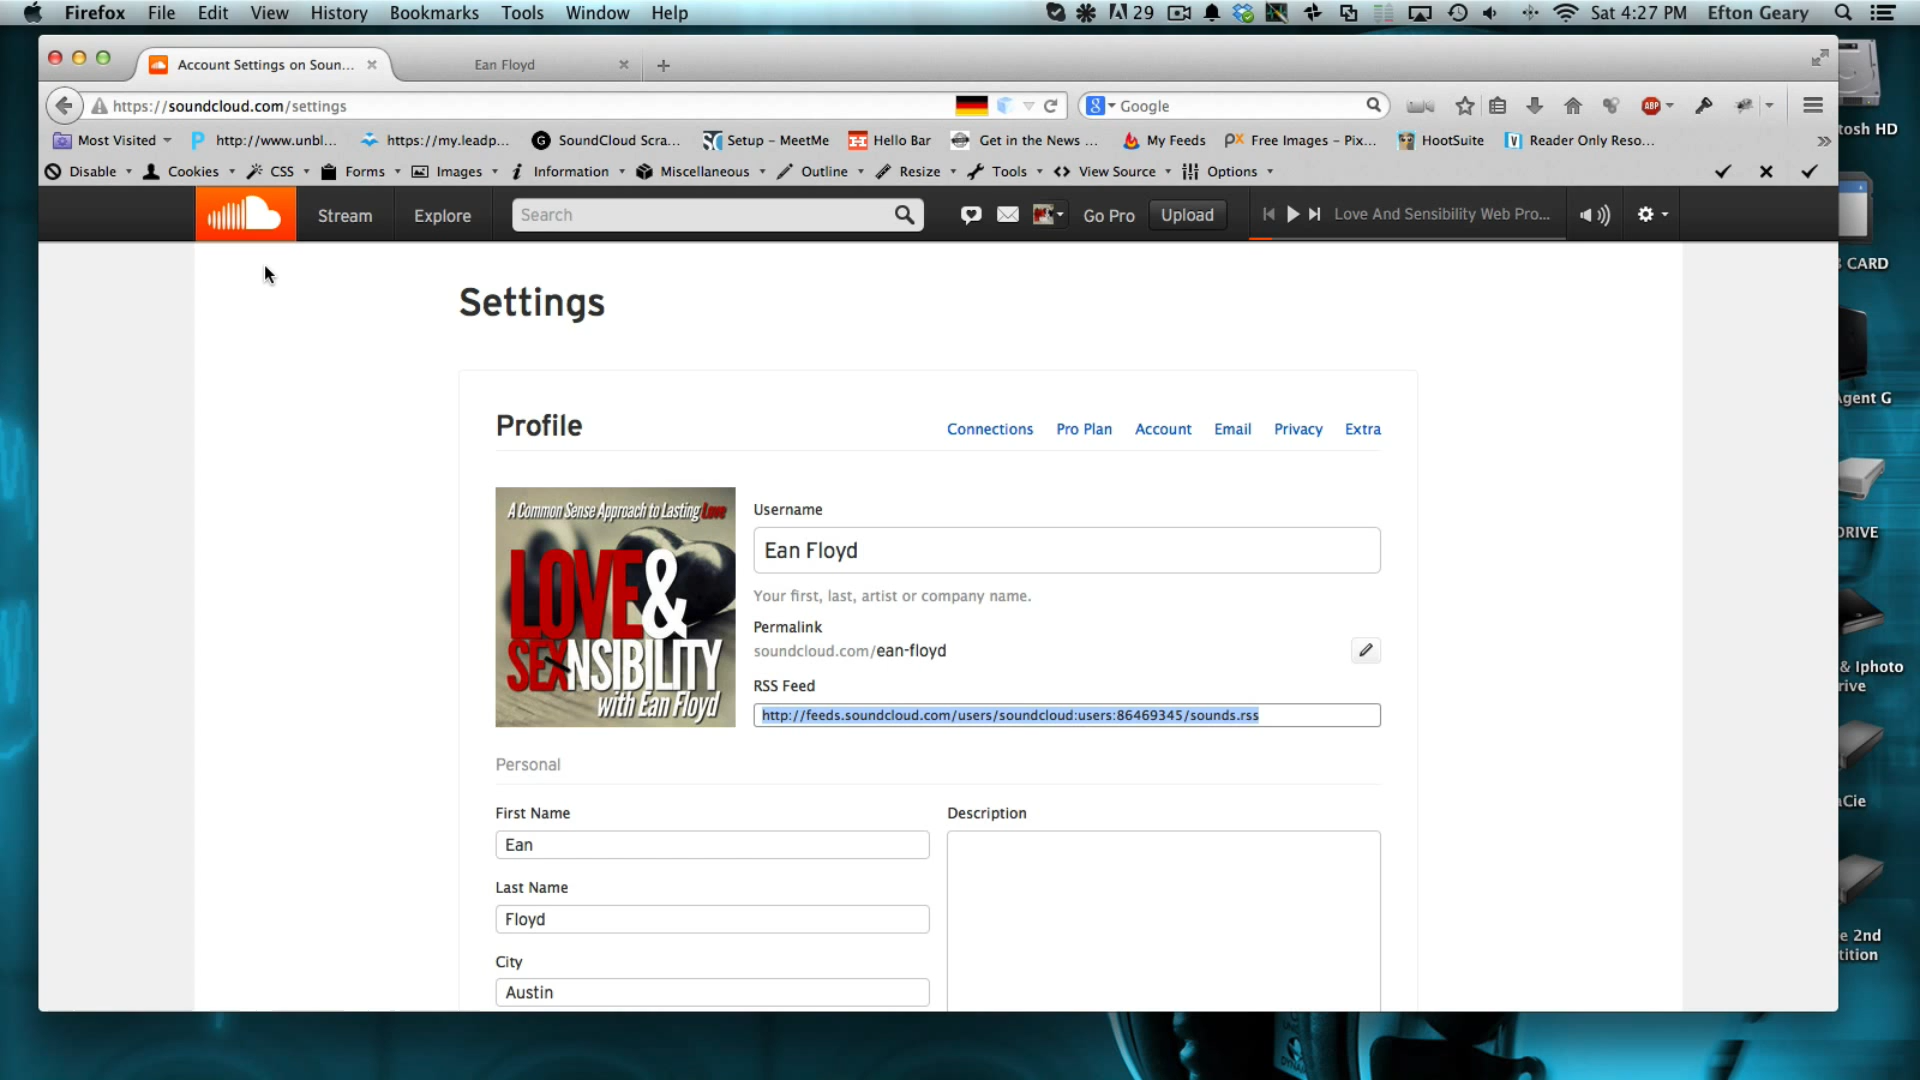 Firefox File Edit View History Bookmarks Tools Window Help 29 Sat 4:27 PM Efton Geary
Account Settings on Soun... Ean Floyd
https://soundcloud.com/settings Google ABP
Most Visited http://www.unbl... https://my.leadp... SoundCloud Scra... Setup – MeetMe Hello Bar Get in the News ... My Feeds Free Images – Pix... HootSuite Reader Only Reso...
Disable Cookies CSS Forms Images Information Miscellaneous Outline Resize Tools View Source Options
Stream Explore Search Go Pro Upload Love And Sensibility Web Pro...
tosh HD
CARD
Agent G
DRIVE
& Iphoto
rive
aCie
e 2nd
tition
Settings
Profile Connections Pro Plan Account Email Privacy Extra
A Common Sense Approach to Lasting Love
LOVE &
SEXNSIBILITY
with Ean Floyd
Username
Ean Floyd
Your first, last, artist or company name.
Permalink
soundcloud.com/ean-floyd
RSS Feed
http://feeds.soundcloud.com/users/soundcloud:users:86469345/sounds.rss
Personal
First Name Description
Ean
Last Name
Floyd
City
Austin